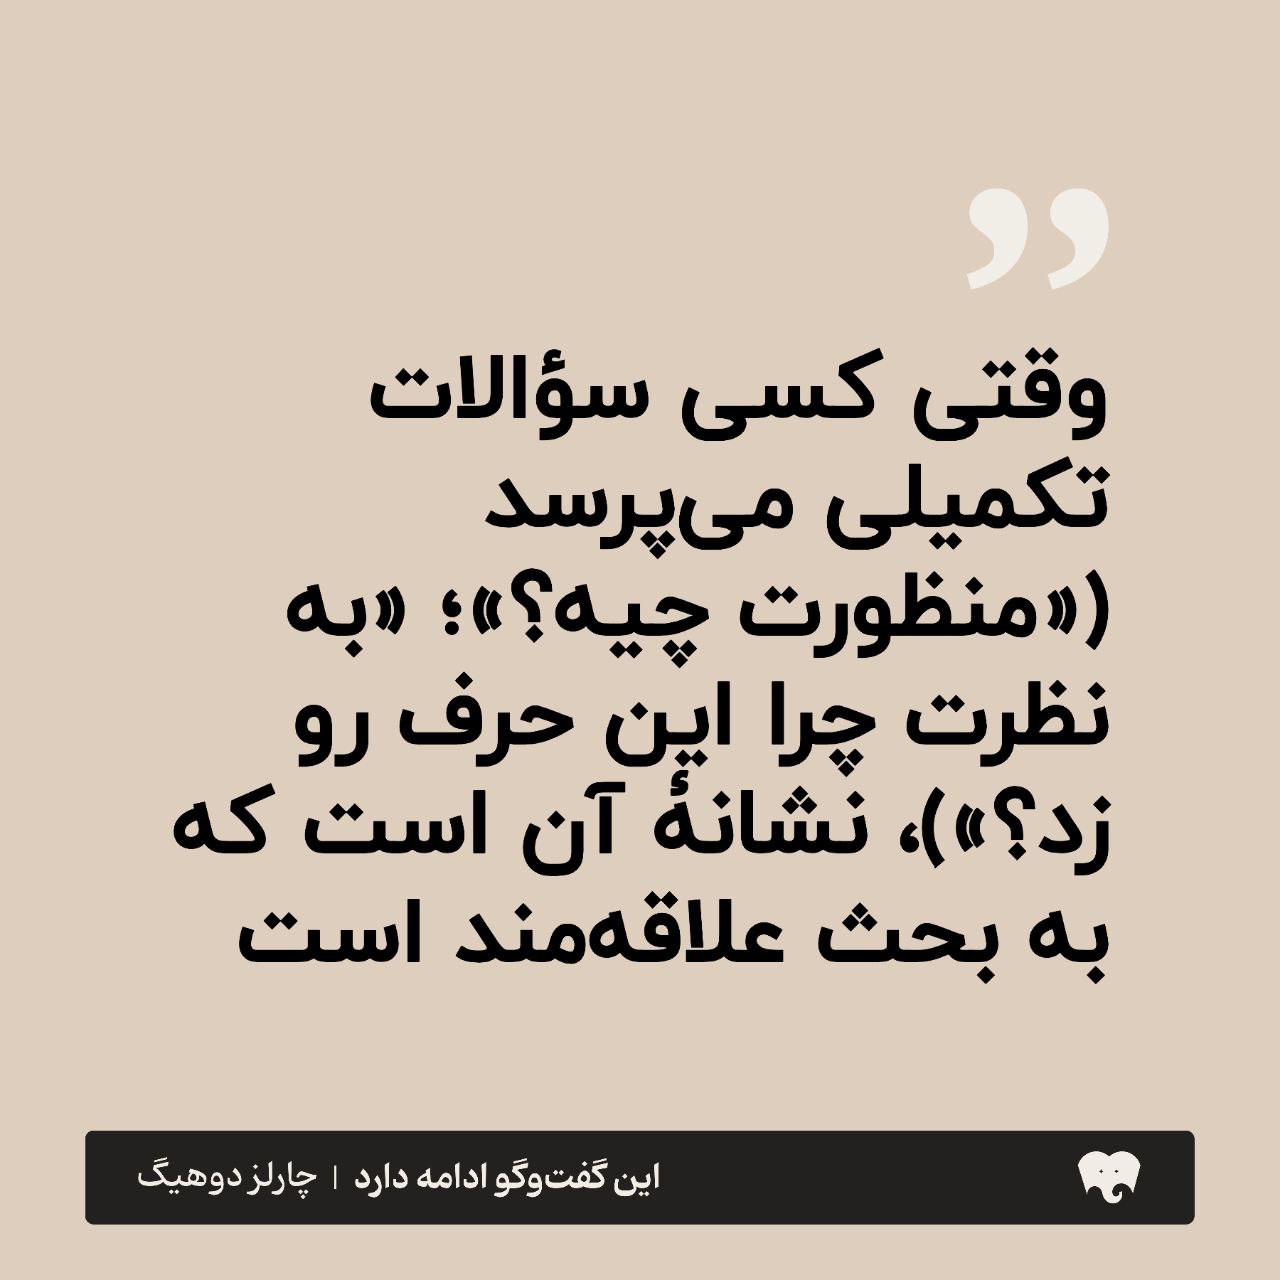 ”
وقتی کسی سؤالات
تکمیلی می‌پرسد
(«منظورت چیه؟»؛ «به
نظرت چرا این حرف رو
زد؟»)، نشانهٔ آن است که
به بحث علاقه‌مند است
این گفت‌وگو ادامه دارد | چارلز دوهیگ